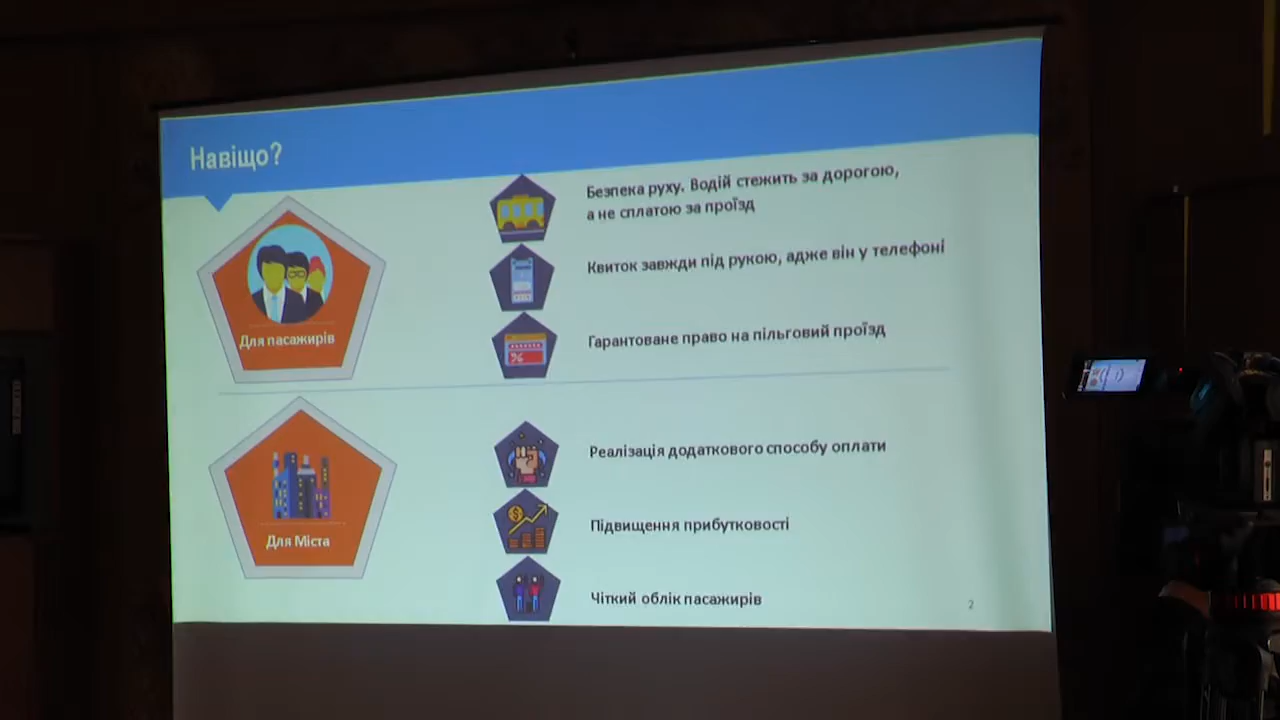 Навіщо?
Безпека руху. Водій стежить за дорогою,
а не сплатою за проїзд
Квиток завжди під рукою, адже він у телефоні
Для пасажирів
Гарантоване право на пільговий проїзд
Реалізація додаткового способу оплати
Підвищення прибутковості
Для Міста
Чіткий облік пасажирів
2